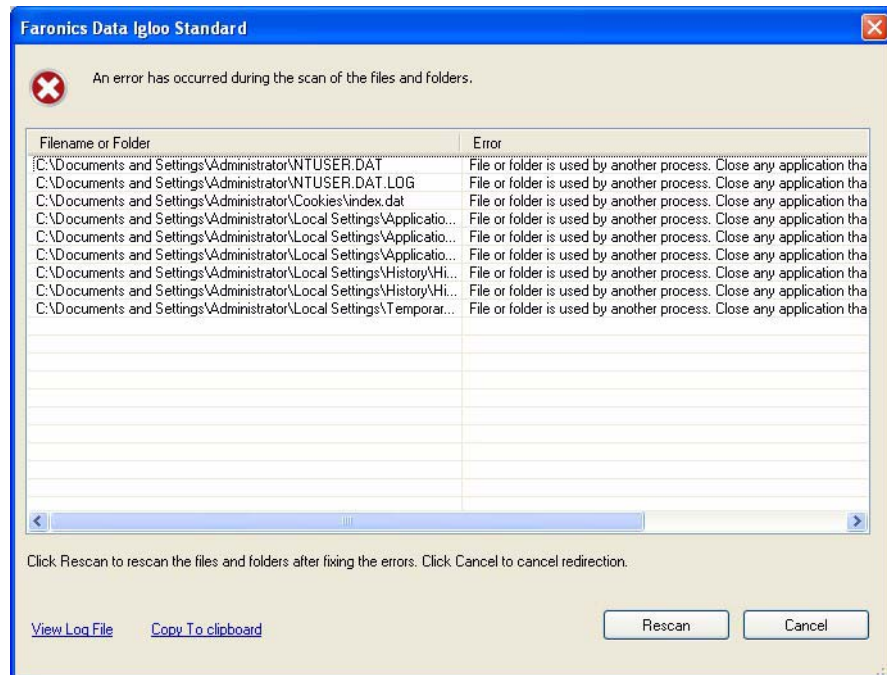 Faronics Data Igloo Standard
An error has occurred during the scan of the files and folders.
Filename or Folder Error
C:\Documents and Settings\Administrator\NTUSER.DAT File or folder is used by another process. Close any application tha
C:\Documents and Settings\Administrator\NTUSER.DAT.LOG File or folder is used by another process. Close any application tha
C:\Documents and Settings\Administrator\Cookies\index.dat File or folder is used by another process. Close any application tha
C:\Documents and Settings\Administrator\Local Settings\Applicatio... File or folder is used by another process. Close any application tha
C:\Documents and Settings\Administrator\Local Settings\Applicatio... File or folder is used by another process. Close any application tha
C:\Documents and Settings\Administrator\Local Settings\Applicatio... File or folder is used by another process. Close any application tha
C:\Documents and Settings\Administrator\Local Settings\History\Hi... File or folder is used by another process. Close any application tha
C:\Documents and Settings\Administrator\Local Settings\History\Hi... File or folder is used by another process. Close any application tha
C:\Documents and Settings\Administrator\Local Settings\Temporar... File or folder is used by another process. Close any application tha
Click Rescan to rescan the files and folders after fixing the errors. Click Cancel to cancel redirection.
View Log File Copy To clipboard Rescan Cancel